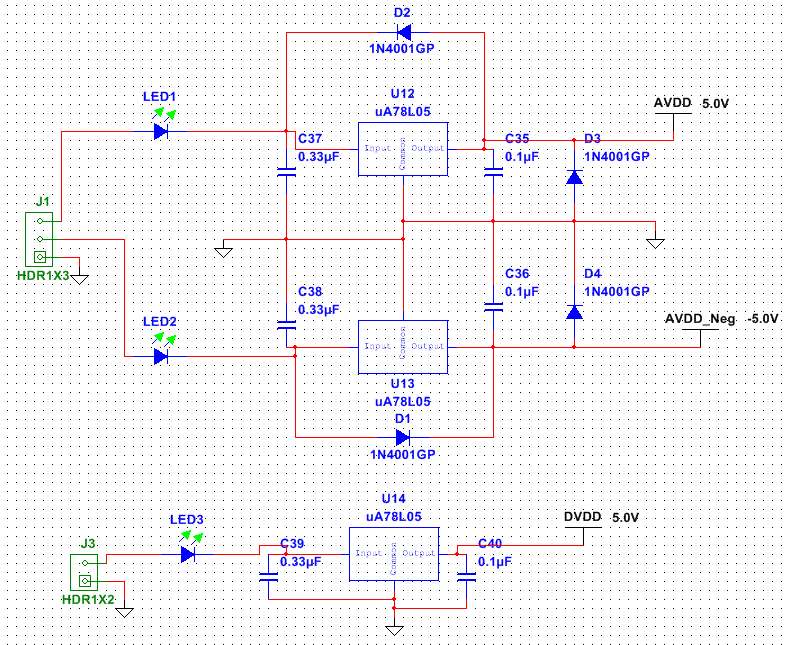 D2
1N4001GP
LED1
U12
uA78L05
AVDD 5.0V
C37
0.33µF
Input
Common
Output
C35
0.1µF
D3
1N4001GP
J1
HDR1X3
C38
0.33µF
C36
0.1µF
D4
1N4001GP
LED2
AVDD_Neg -5.0V
Input
Common
Output
U13
uA78L05
D1
1N4001GP
U14
uA78L05
LED3
DVDD 5.0V
J3
HDR1X2
C39
0.33µF
Input
Common
Output
C40
0.1µF